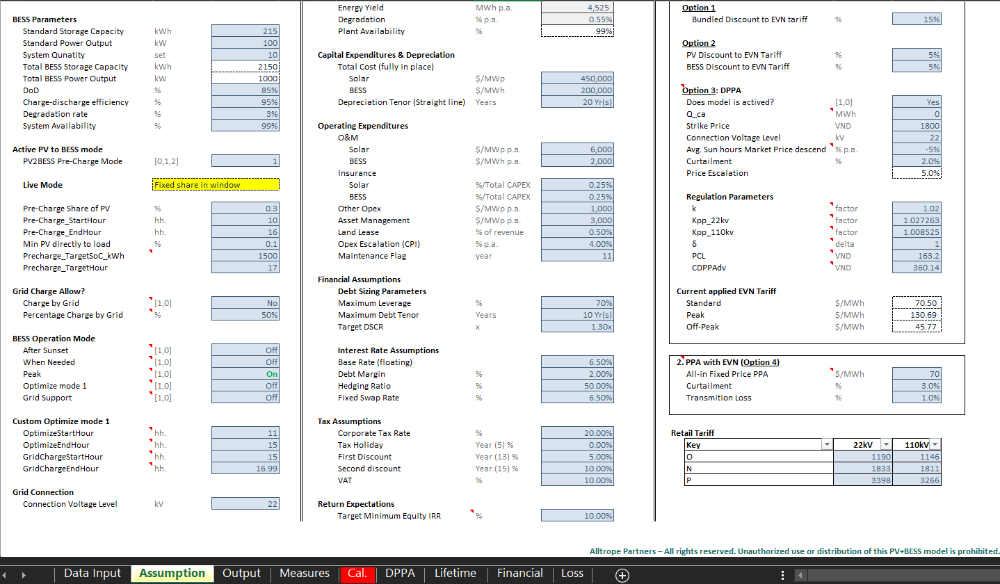 BESS Parameters
Standard Storage Capacity kWh 215
Standard Power Output kW 100
System Qunatity set 10
Total BESS Storage Capacity kWh 2150
Total BESS Power Output kW 1000
DoD % 85%
Charge-discharge efficiency % 95%
Degradation rate % 3%
System Availability % 99%
Active PV to BESS mode
PV2BESS Pre-Charge Mode [0,1,2] 1
Live Mode Fixed share in window
Pre-Charge Share of PV % 0.3
Pre-Charge_StartHour hh. 10
Pre-Charge_EndHour hh. 16
Min PV directly to load % 0.1
Precharge_TargetSoC_kWh 1500
Precharge_TargetHour 17
Grid Charge Allow?
Charge by Grid [1,0] No
Percentage Charge by Grid % 50%
BESS Operation Mode
After Sunset [1,0] Off
When Needed [1,0] Off
Peak [1,0] On
Optimize mode 1 [1,0] Off
Grid Support [1,0] Off
Custom Optimize mode 1
OptimizeStartHour hh. 11
OptimizeEndHour hh. 15
GridChargeStartHour hh. 15
GridChargeEndHour hh. 16.99
Grid Connection
Connection Voltage Level kV 22
Energy Yield MWh p.a. 4,525
Degradation % p.a. 0.55%
Plant Availability % 99%
Capital Expenditures & Depreciation
Total Cost (fully in place)
Solar $/MWp 450,000
BESS $/MWh 200,000
Depreciation Tenor (Straight line) Years 20 Yr(s)
Operating Expenditures
O&M
Solar $/MWp p.a. 6,000
BESS $/MWh p.a. 2,000
Insurance
Solar %/Total CAPEX 0.25%
BESS %/Total CAPEX 0.25%
Other Opex $/MWp p.a. 1,000
Asset Management $/MWp p.a. 3,000
Land Lease % of revenue 0.50%
Opex Escalation (CPI) % p.a. 4.00%
Maintenance Flag year 11
Financial Assumptions
Debt Sizing Parameters
Maximum Leverage % 70%
Maximum Debt Tenor Years 10 Yr(s)
Target DSCR x 1.30x
Interest Rate Assumptions
Base Rate (floating) 6.50%
Debt Margin % 2.00%
Hedging Ratio % 50.00%
Fixed Swap Rate % 6.50%
Tax Assumptions
Corporate Tax Rate % 20.00%
Tax Holiday Year (5) % 0.00%
First Discount Year (13) % 5.00%
Second discount Year (15) % 10.00%
VAT % 10.00%
Return Expectations
Target Minimum Equity IRR % 10.00%
Option 1
Bundled Discount to EVN tariff % 15%
Option 2
PV Discount to EVN Tariff % 5%
BESS Discount to EVN Tariff % 5%
Option 3: DPPA
Does model is actived? [1,0] Yes
Q_ca MWh 0
Strike Price VND 1800
Connection Voltage Level kV 22
Avg. Sun hours Market Price descend % p.a. -5%
Curtailment % 2.0%
Price Escalation 5.0%
Regulation Parameters
k factor 1.02
Kpp_22kv factor 1.027263
Kpp_110kv factor 1.008525
δ delta 1
PCL VND 163.2
CDPPAdv VND 360.14
Current applied EVN Tariff
Standard $/MWh 70.50
Peak $/MWh 130.69
Off-Peak $/MWh 45.77
2. PPA with EVN (Option 4)
All-in Fixed Price PPA $/MWh 70
Curtailment % 3.0%
Transmition Loss % 1.0%
Retail Tariff
Key 22kV 110kV
O 1190 1146
N 1833 1811
P 3398 3266
Alltrope Partners – All rights reserved. Unauthorized use or distribution of this PV+BESS model is prohibited.
Data Input Assumption Output Measures Cal. DPPA Lifetime Financial Loss